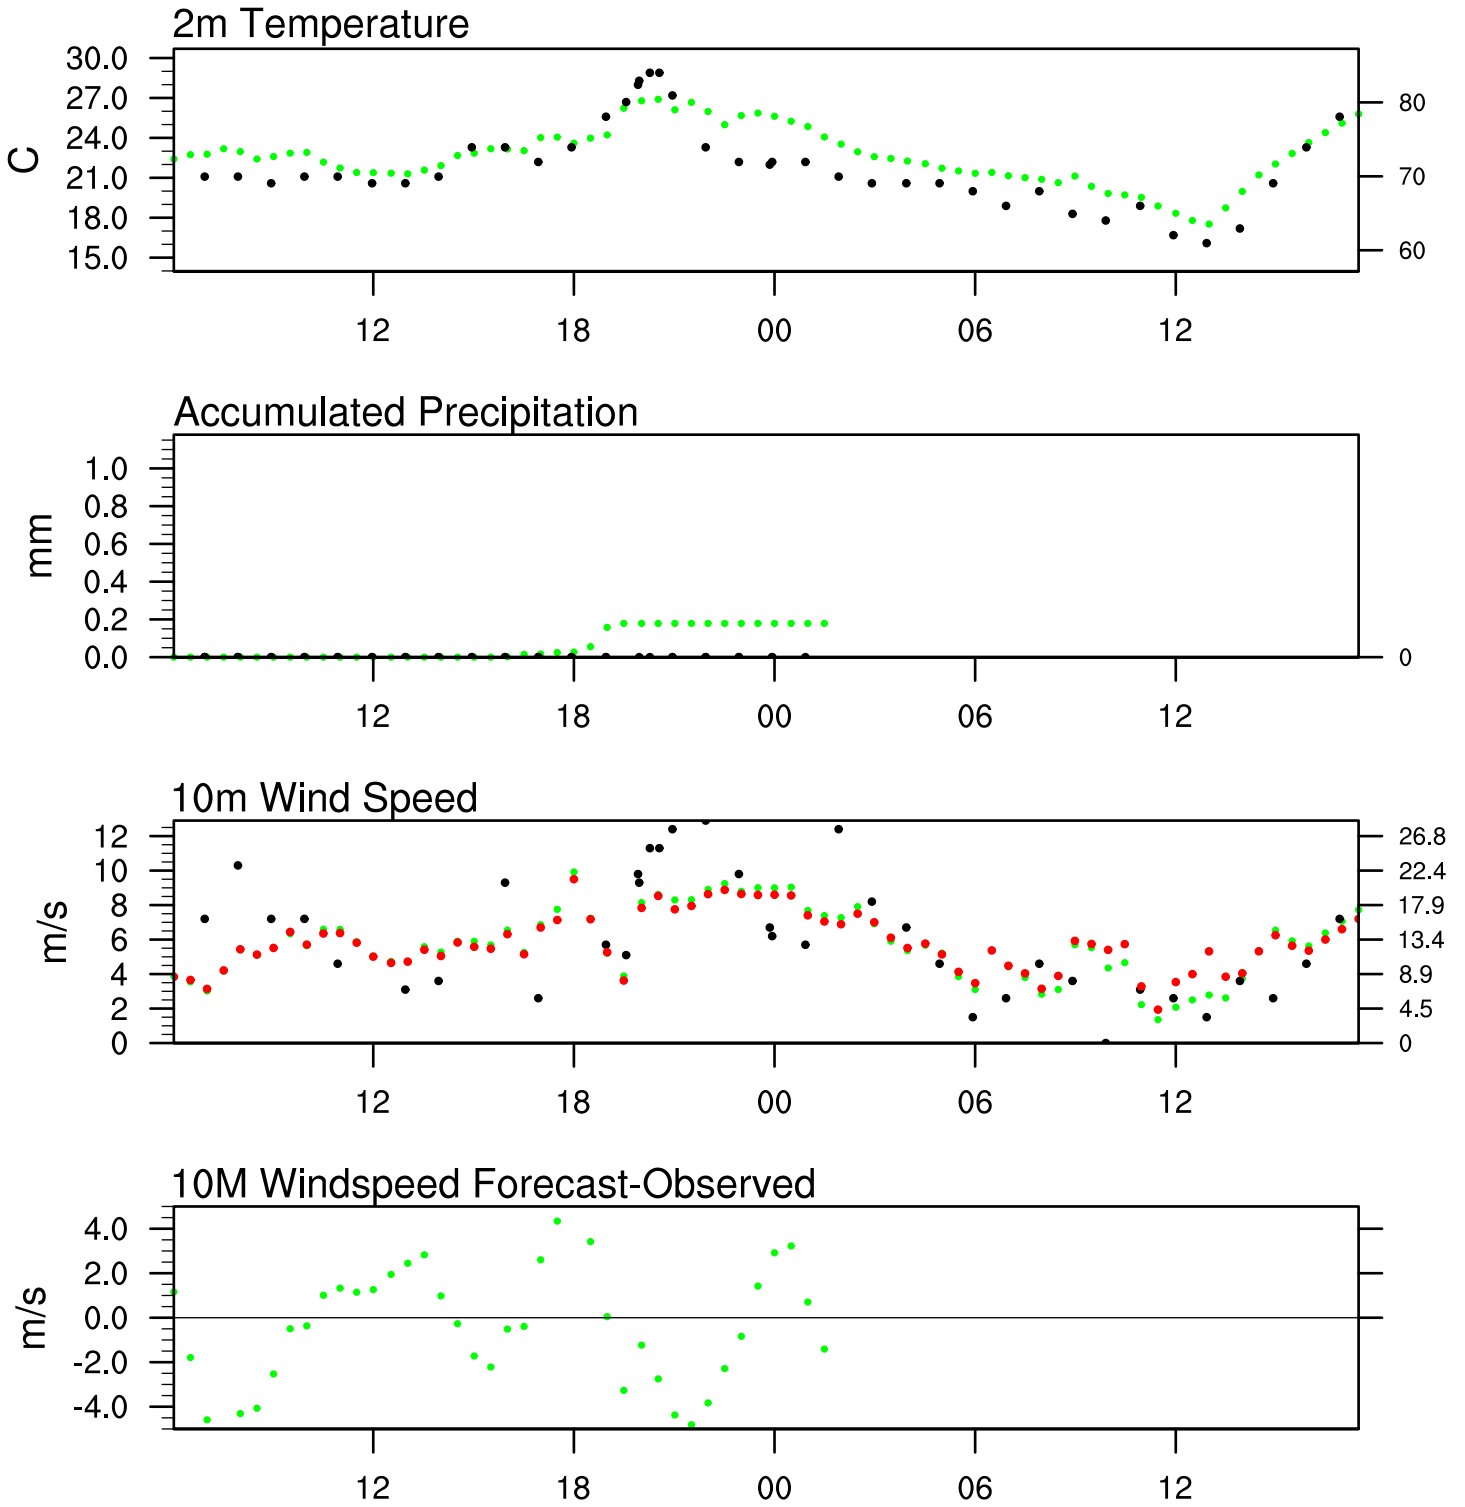 2m Temperature
30.0
27.0
24.0
21.0
18.0
15.0
C
80
70
60
12 18 00 06 12
Accumulated Precipitation
1.0
0.8
0.6
0.4
0.2
0.0
mm
0
12 18 00 06 12
10m Wind Speed
12
10
8
6
4
2
0
m/s
26.8
22.4
17.9
13.4
8.9
4.5
0
12 18 00 06 12
10M Windspeed Forecast-Observed
4.0
2.0
0.0
-2.0
-4.0
m/s
12 18 00 06 12